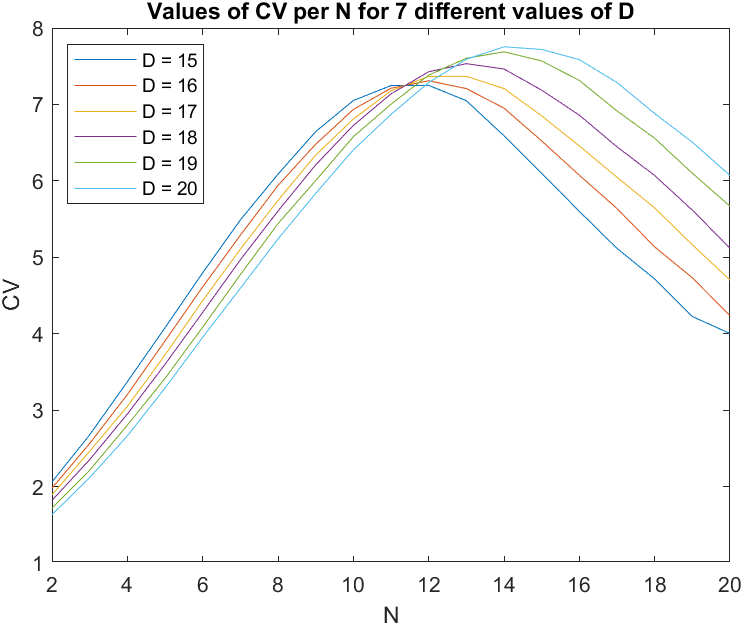 Values of CV per N for 7 different values of D
8
7
6
5
4
3
2
1
CV
D = 15
D = 16
D = 17
D = 18
D = 19
D = 20
2 4 6 8 10 12 14 16 18 20
N